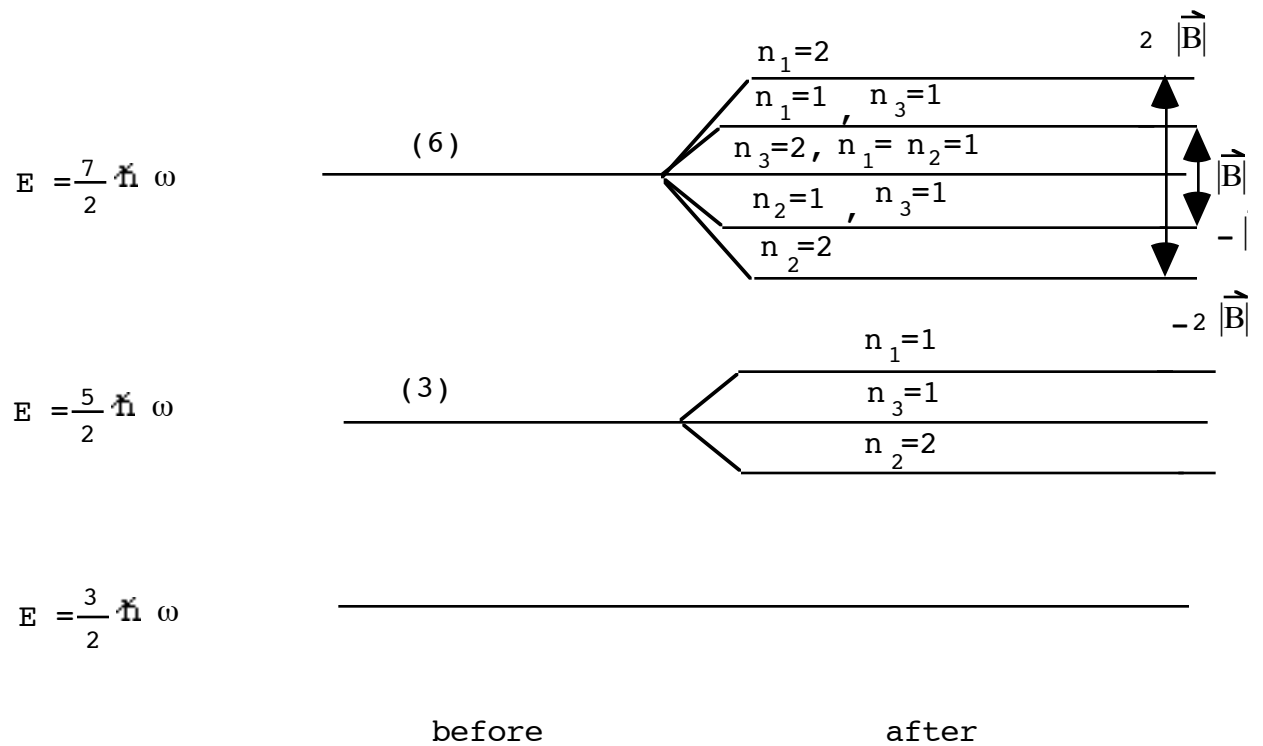 2 |B⃗|
n₁=2
n₁=1 , n₃=1
(6)
n₃=2, n₁= n₂=1
E = 7/2 ħ ω
|B⃗|
n₂=1 , n₃=1
– |
n₂=2
–2 |B⃗|
n₁=1
(3)
n₃=1
E = 5/2 ħ ω
n₂=2
E = 3/2 ħ ω
before after